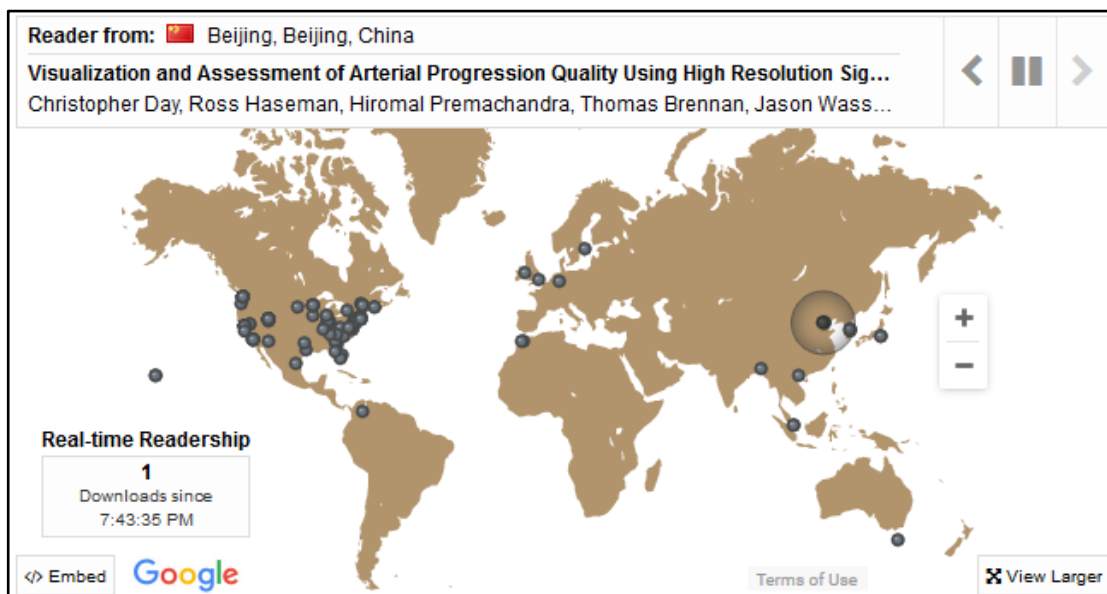 Reader from: Beijing, Beijing, China
Visualization and Assessment of Arterial Progression Quality Using High Resolution Sig...
Christopher Day, Ross Haseman, Hiromal Premachandra, Thomas Brennan, Jason Wass...
+
−
Real-time Readership
1
Downloads since
7:43:35 PM
</> Embed
Google
Terms of Use
View Larger